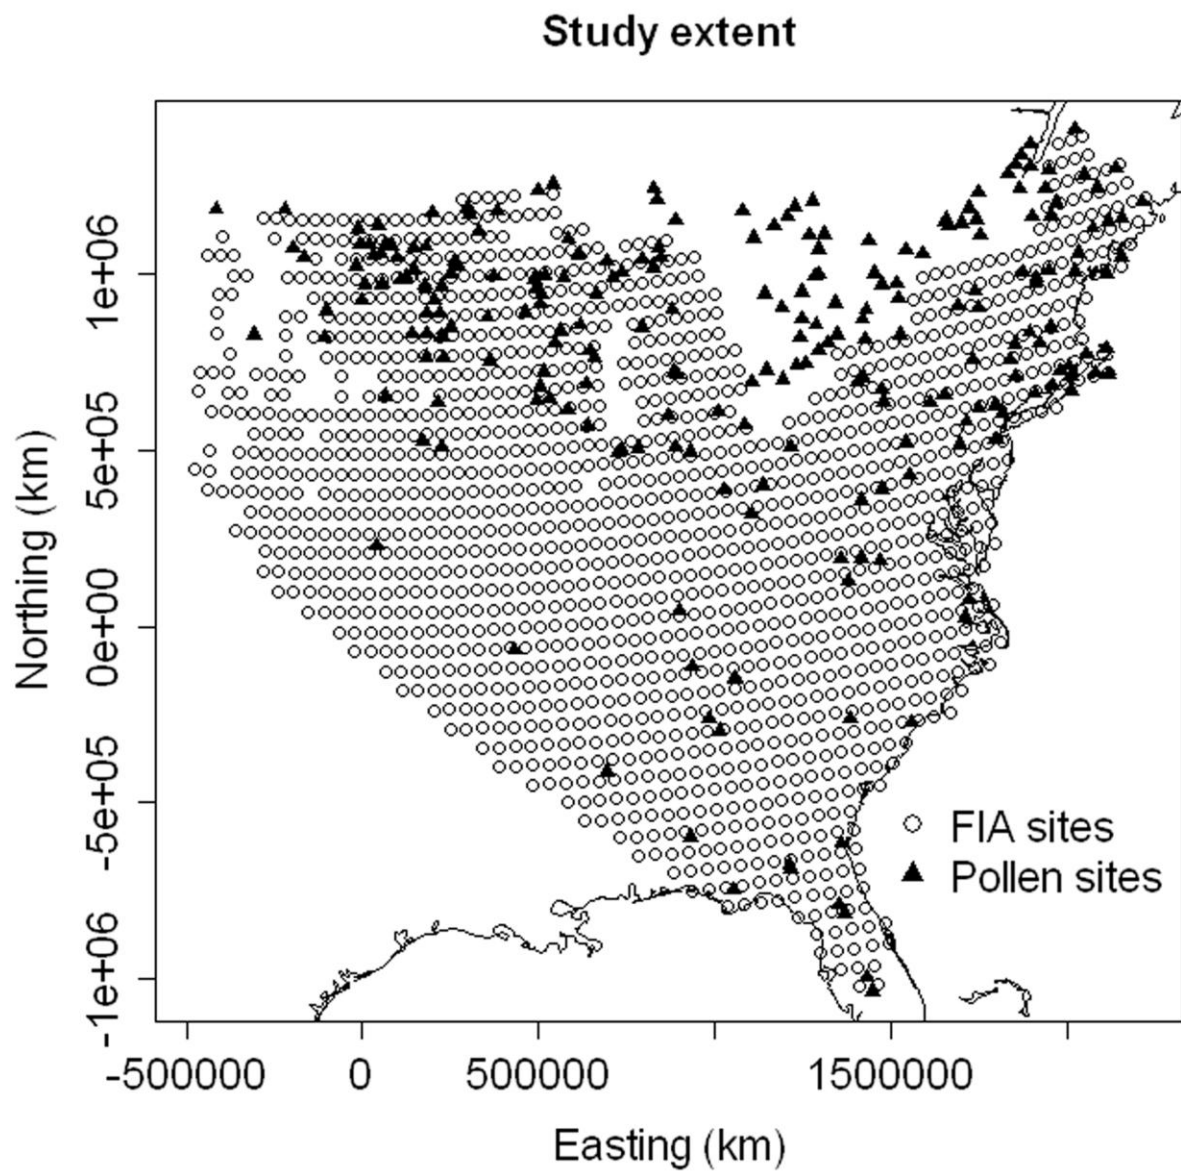 Study extent
Northing (km)
1e+06
5e+05
0e+00
-5e+05
-1e+06
FIA sites
Pollen sites
-500000 0 500000 1500000
Easting (km)